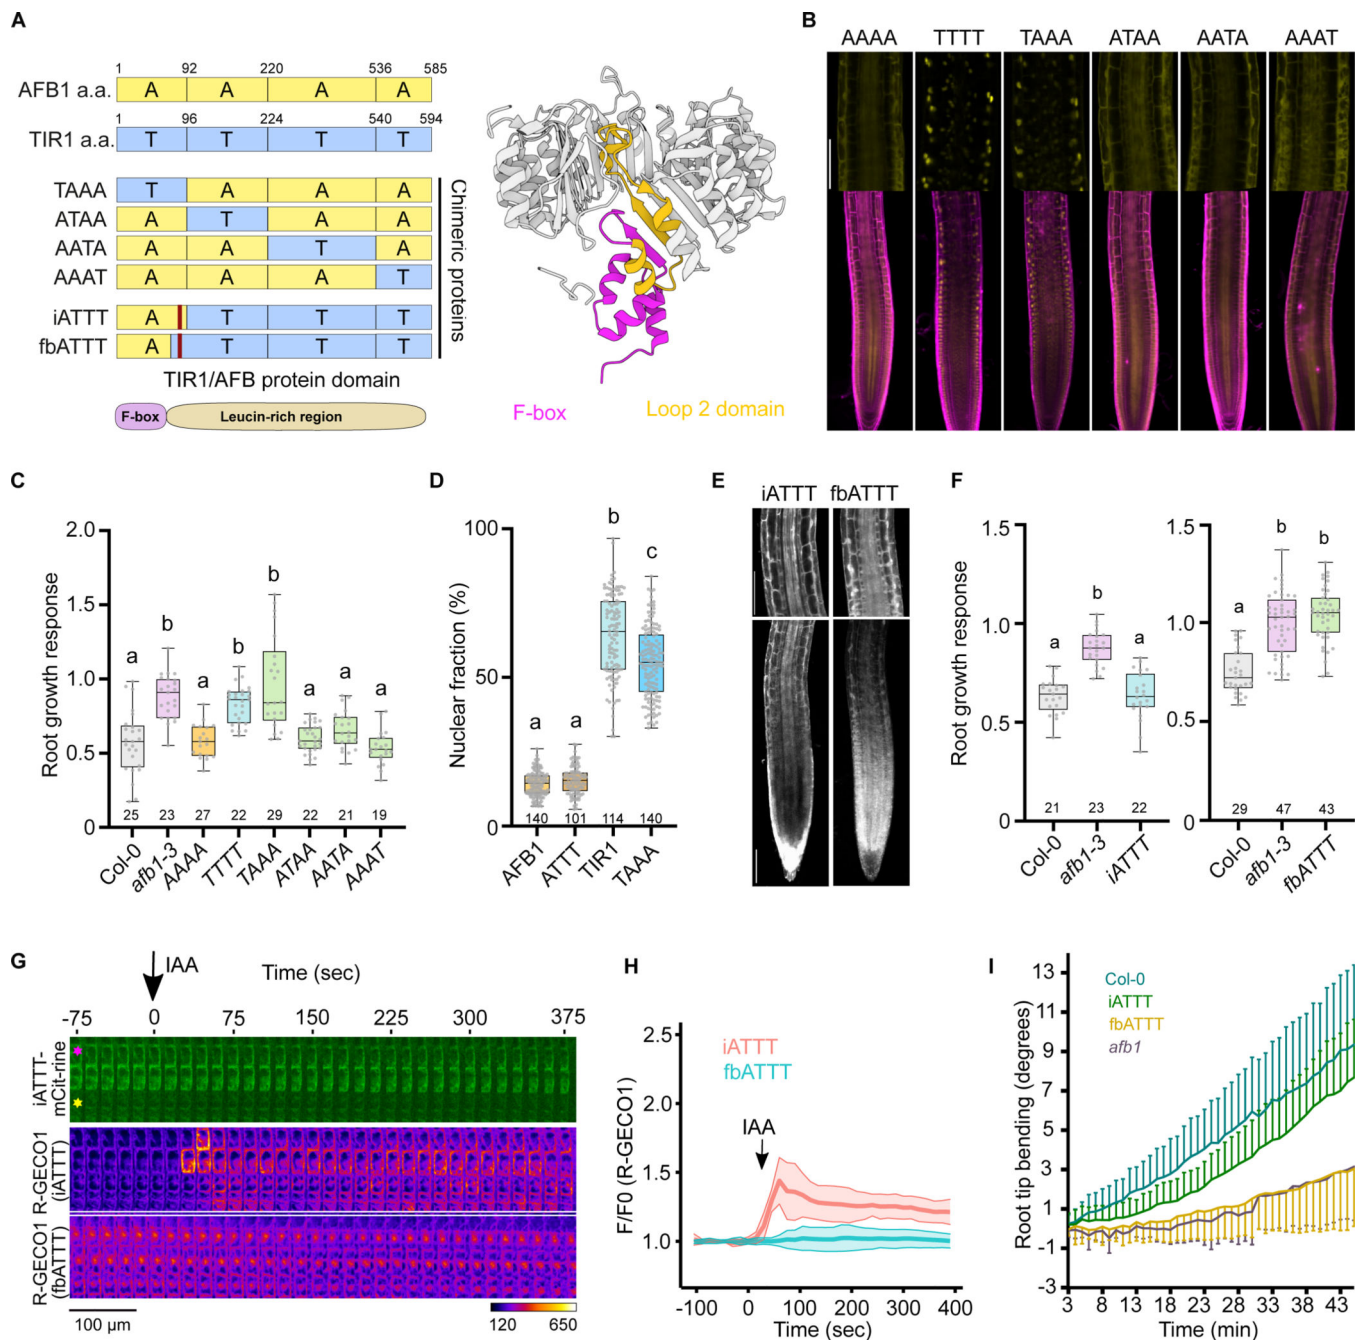 A
1 92 220 536 585
AFB1 a.a. A A A A
1 96 224 540 594
TIR1 a.a. T T T T
TAAA T A A A
ATAA A T A A
AATA A A T A
AAAT A A A T
iATTT A T T T
fbATTT A T T T
Chimeric proteins
TIR1/AFB protein domain
F-box Leucin-rich region
F-box Loop 2 domain
B
AAAA TTTT TAAA ATAA AATA AAAT
C
Root growth response
2.0
1.5
1.0
0.5
0
a b a b b a a a
25 23 27 22 29 22 21 19
Col-0 afb1-3 AAAA TTTT TAAA ATAA AATA AAAT
D
Nuclear fraction (%)
100
50
0
a a b c
140 101 114 140
AFB1 ATTT TIR1 TAAA
E
iATTT fbATTT
F
Root growth response
1.5
1.0
0.5
0
a b a
21 23 22
Col-0 afb1-3 iATTT
1.5
1.0
0.5
0
a b b
29 47 43
Col-0 afb1-3 fbATTT
G
IAA Time (sec)
-75 0 75 150 225 300 375
iATTT-
mCit-rine
R-GECO1
(iATTT)
R-GECO1
(fbATTT)
100 µm
120 650
H
F/F0 (R-GECO1)
2.5
2.0
1.5
1.0
iATTT
fbATTT
IAA
-100 0 100 200 300 400
Time (sec)
I
Root tip bending (degrees)
13
11
9
7
5
3
1
-1
-3
Col-0
iATTT
fbATTT
afb1
3 8 13 18 23 28 33 38 43
Time (min)